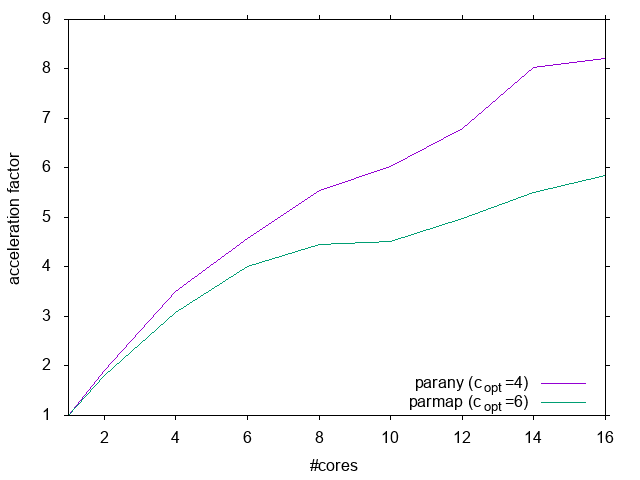 9
8
7
6
5
4
3
2
1
acceleration factor
parany (c opt =4)
parmap (c opt =6)
2 4 6 8 10 12 14 16
#cores